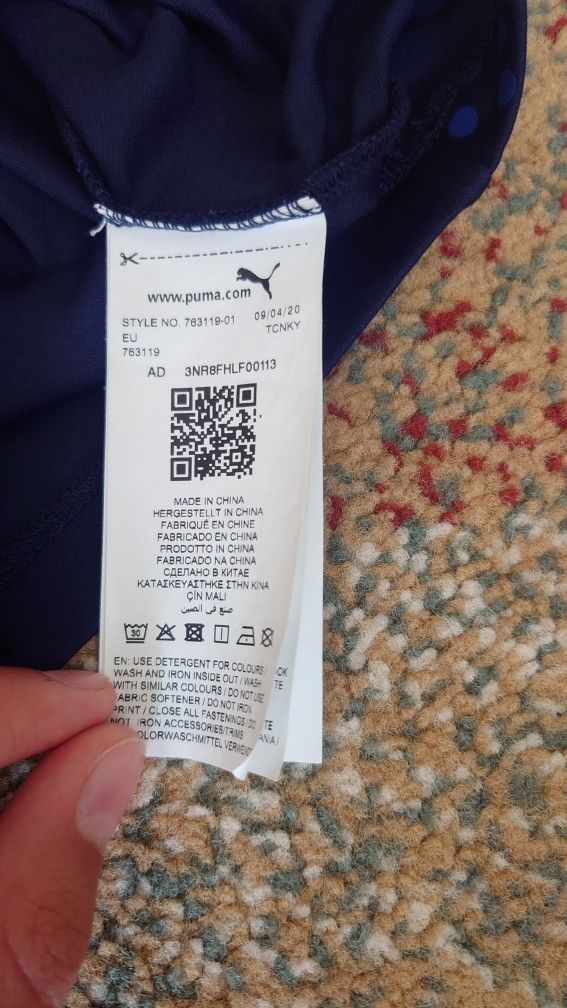 www.puma.com
STYLE NO. 763119-01 09/04/20
EU TCNKY
763119
AD 3NR8FHLF00113
MADE IN CHINA
HERGESTELLT IN CHINA
FABRIQUÉ EN CHINE
FABRICADO EN CHINA
PRODOTTO IN CHINA
FABRICADO NA CHINA
СДЕЛАНО В КИТАЕ
ΚΑΤΑΣΚΕΥΑΣΤΗΚΕ ΣΤΗΝ ΚΙΝΑ
ÇİN MALI
صنع في الصين
30
EN: USE DETERGENT FOR COLOURS /
WASH AND IRON INSIDE OUT / WASH
WITH SIMILAR COLOURS / DO NOT USE
FABRIC SOFTENER / DO NOT IRON
PRINT / CLOSE ALL FASTENINGS / DO
NOT IRON ACCESSORIES/TRIMS